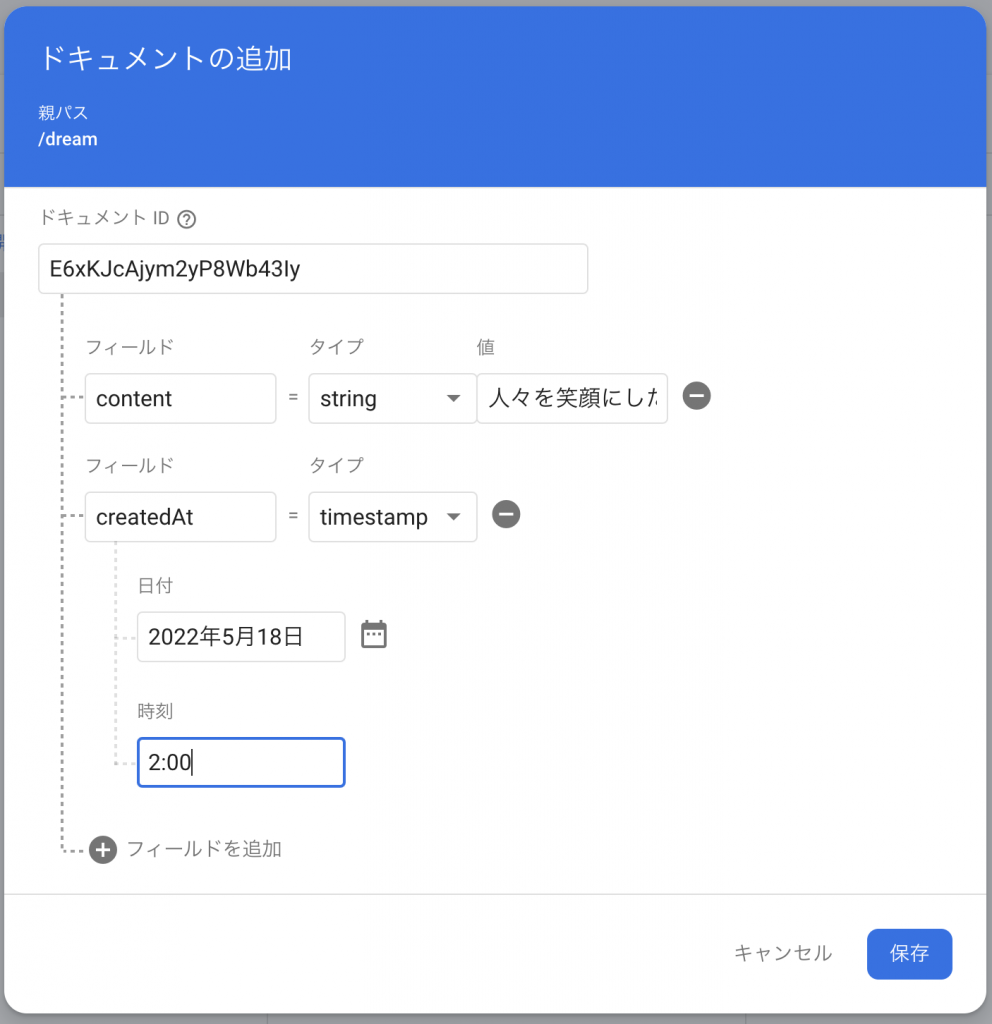 ドキュメントの追加
親パス
/dream
ドキュメント ID
E6xKJcAjym2yP8Wb43Iy
フィールド タイプ 値
content = string 人々を笑顔にした
フィールド タイプ
createdAt = timestamp
日付
2022年5月18日
時刻
2:00
フィールドを追加
キャンセル 保存